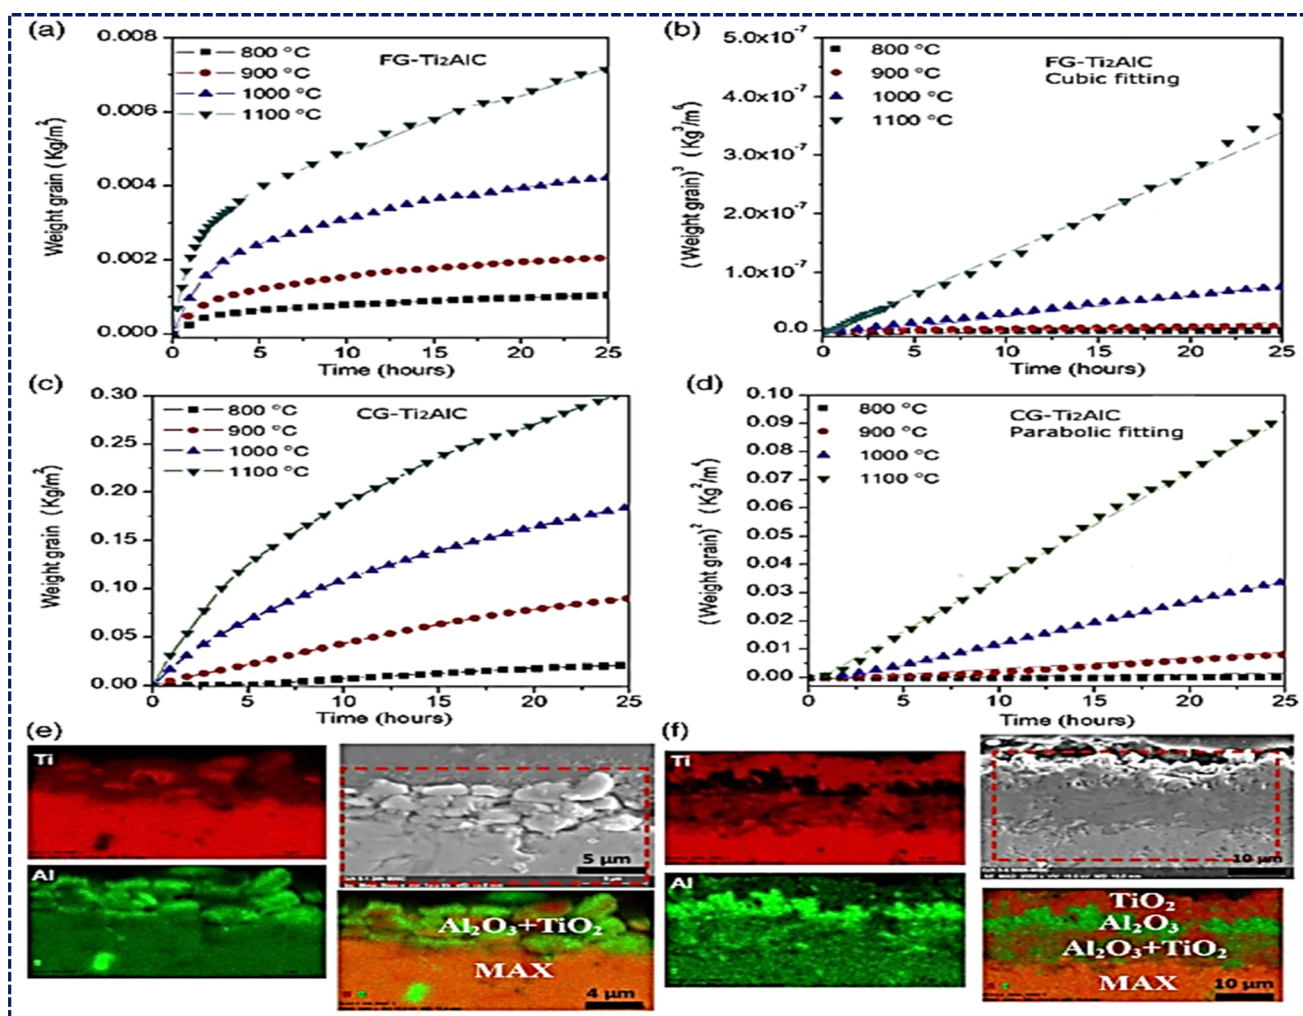 (a)
0.008
0.006
0.004
0.002
0.000
Weight grain (Kg/m²)
800 °C
900 °C
1000 °C
1100 °C
FG-Ti₂AlC
0 5 10 15 20 25
Time (hours)
(b)
5.0x10⁻⁷
4.0x10⁻⁷
3.0x10⁻⁷
2.0x10⁻⁷
1.0x10⁻⁷
0.0
(Weight grain)³ (Kg³/m⁶)
800 °C
900 °C
1000 °C
1100 °C
FG-Ti₂AlC
Cubic fitting
0 5 10 15 20 25
Time (hours)
(c)
0.30
0.25
0.20
0.15
0.10
0.05
0.00
Weight grain (Kg/m²)
800 °C
900 °C
1000 °C
1100 °C
CG-Ti₂AlC
0 5 10 15 20 25
Time (hours)
(d)
0.10
0.09
0.08
0.07
0.06
0.05
0.04
0.03
0.02
0.01
0.00
800 °C
900 °C
1000 °C
1100 °C
CG-Ti₂AlC
Parabolic fitting
0 5 10 15 20 25
Time (hours)
(e)
Ti
5 μm
Al
Al₂O₃+TiO₂
MAX
4 μm
(f)
Ti
10 μm
Al
TiO₂
Al₂O₃
Al₂O₃+TiO₂
MAX
10 μm